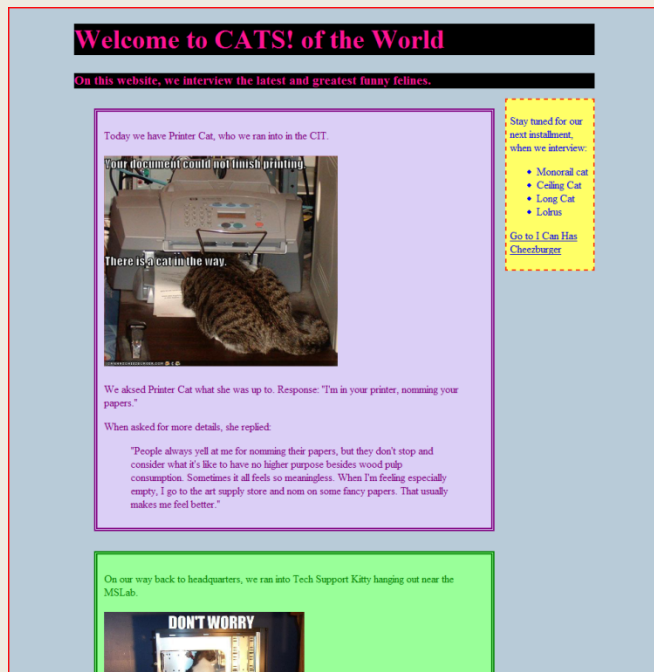 Welcome to CATS! of the World
On this website, we interview the latest and greatest funny felines.
Today we have Printer Cat, who we ran into in the CIT.
Your document could not finish printing.
There is a cat in the way.
We aksed Printer Cat what she was up to. Response: "I'm in your printer, nomming your
papers."
When asked for more details, she replied:
"People always yell at me for nomming their papers, but they don't stop and
consider what it's like to have no higher purpose besides wood pulp
consumption. Sometimes it all feels so meaningless. When I'm feeling especially
empty, I go to the art supply store and nom on some fancy papers. That usually
makes me feel better."
On our way back to headquarters, we ran into Tech Support Kitty hanging out near the
MSLab.
DON'T WORRY
Stay tuned for our
next installment,
when we interview:
Monorail cat
Ceiling Cat
Long Cat
Lolrus
Go to I Can Has
Cheezburger